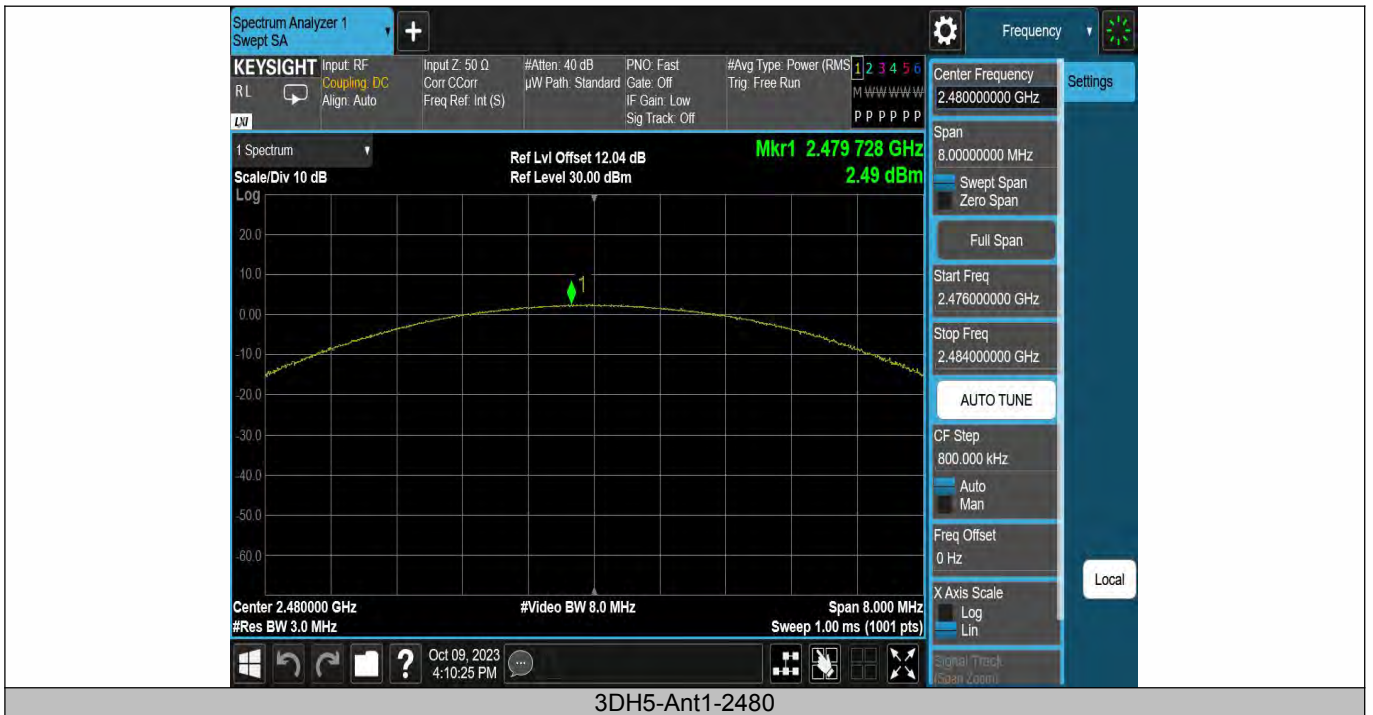 Spectrum Analyzer 1
Swept SA
+
Frequency
KEYSIGHT
RL
LXI
Input: RF
Coupling: DC
Align: Auto
Input Z: 50 Ω
Corr CCorr
Freq Ref: Int (S)
#Atten: 40 dB
µW Path: Standard
PNO: Fast
Gate: Off
IF Gain: Low
Sig Track: Off
#Avg Type: Power (RMS
Trig: Free Run
1 2 3 4 5 6
M W W W W W
P P P P P P
1 Spectrum
Scale/Div 10 dB
Ref Lvl Offset 12.04 dB
Ref Level 30.00 dBm
Mkr1 2.479 728 GHz
2.49 dBm
Log
20.0
10.0
0.00
-10.0
-20.0
-30.0
-40.0
-50.0
-60.0
1
Center 2.480000 GHz
#Res BW 3.0 MHz
#Video BW 8.0 MHz
Span 8.000 MHz
Sweep 1.00 ms (1001 pts)
Center Frequency
2.480000000 GHz
Span
8.00000000 MHz
Swept Span
Zero Span
Full Span
Start Freq
2.476000000 GHz
Stop Freq
2.484000000 GHz
AUTO TUNE
CF Step
800.000 kHz
Auto
Man
Freq Offset
0 Hz
X Axis Scale
Log
Lin
Signal Track
(Span Zoom)
Settings
Local
?
Oct 09, 2023
4:10:25 PM
3DH5-Ant1-2480